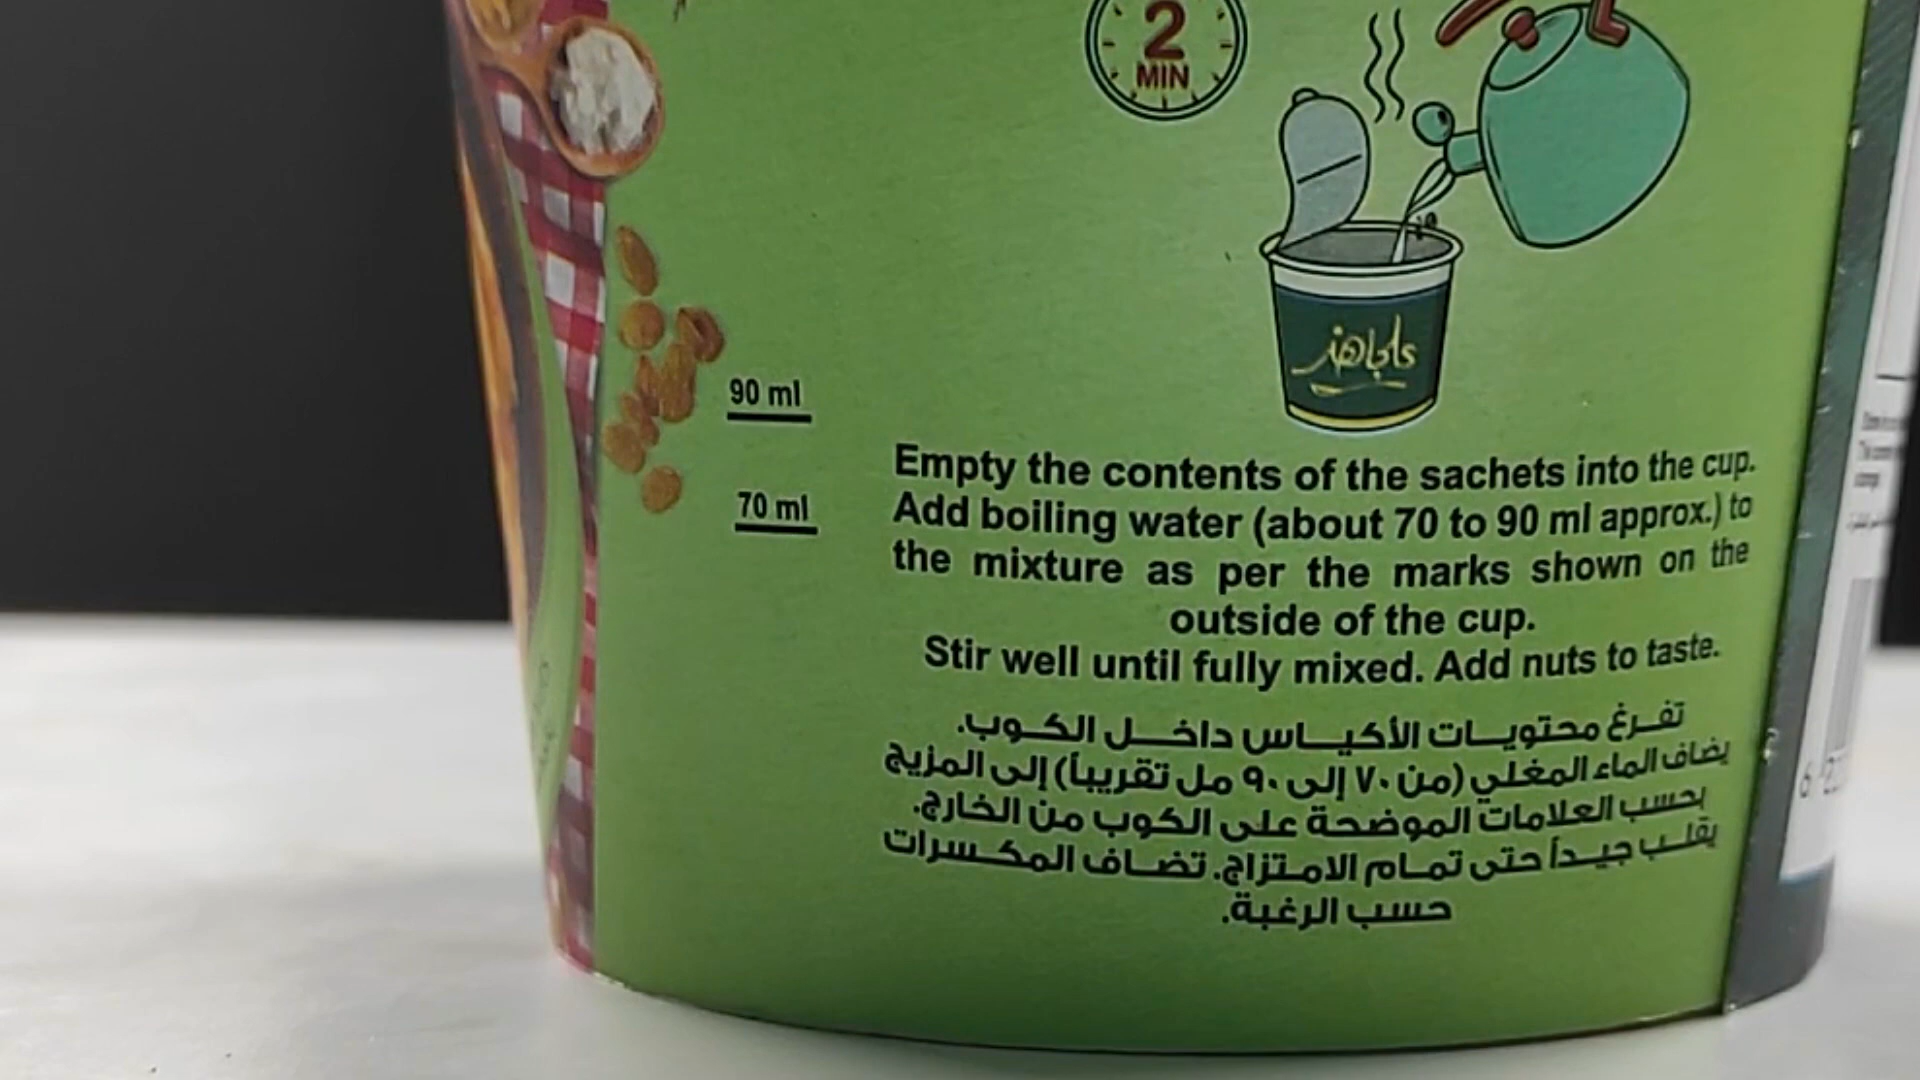 2
MIN
عالجاهز
90 ml
70 ml
Empty the contents of the sachets into the cup.
Add boiling water (about 70 to 90 ml approx.) to
the mixture as per the marks shown on the
outside of the cup.
Stir well until fully mixed. Add nuts to taste.
تفرغ محتويات الأكياس داخل الكوب.
يضاف الماء المغلي (من ٧٠ إلى ٩٠ مل تقريباً) إلى المزيج
بحسب العلامات الموضحة على الكوب من الخارج.
يقلب جيداً حتى تمام الامتزاج. تضاف المكسرات
حسب الرغبة.